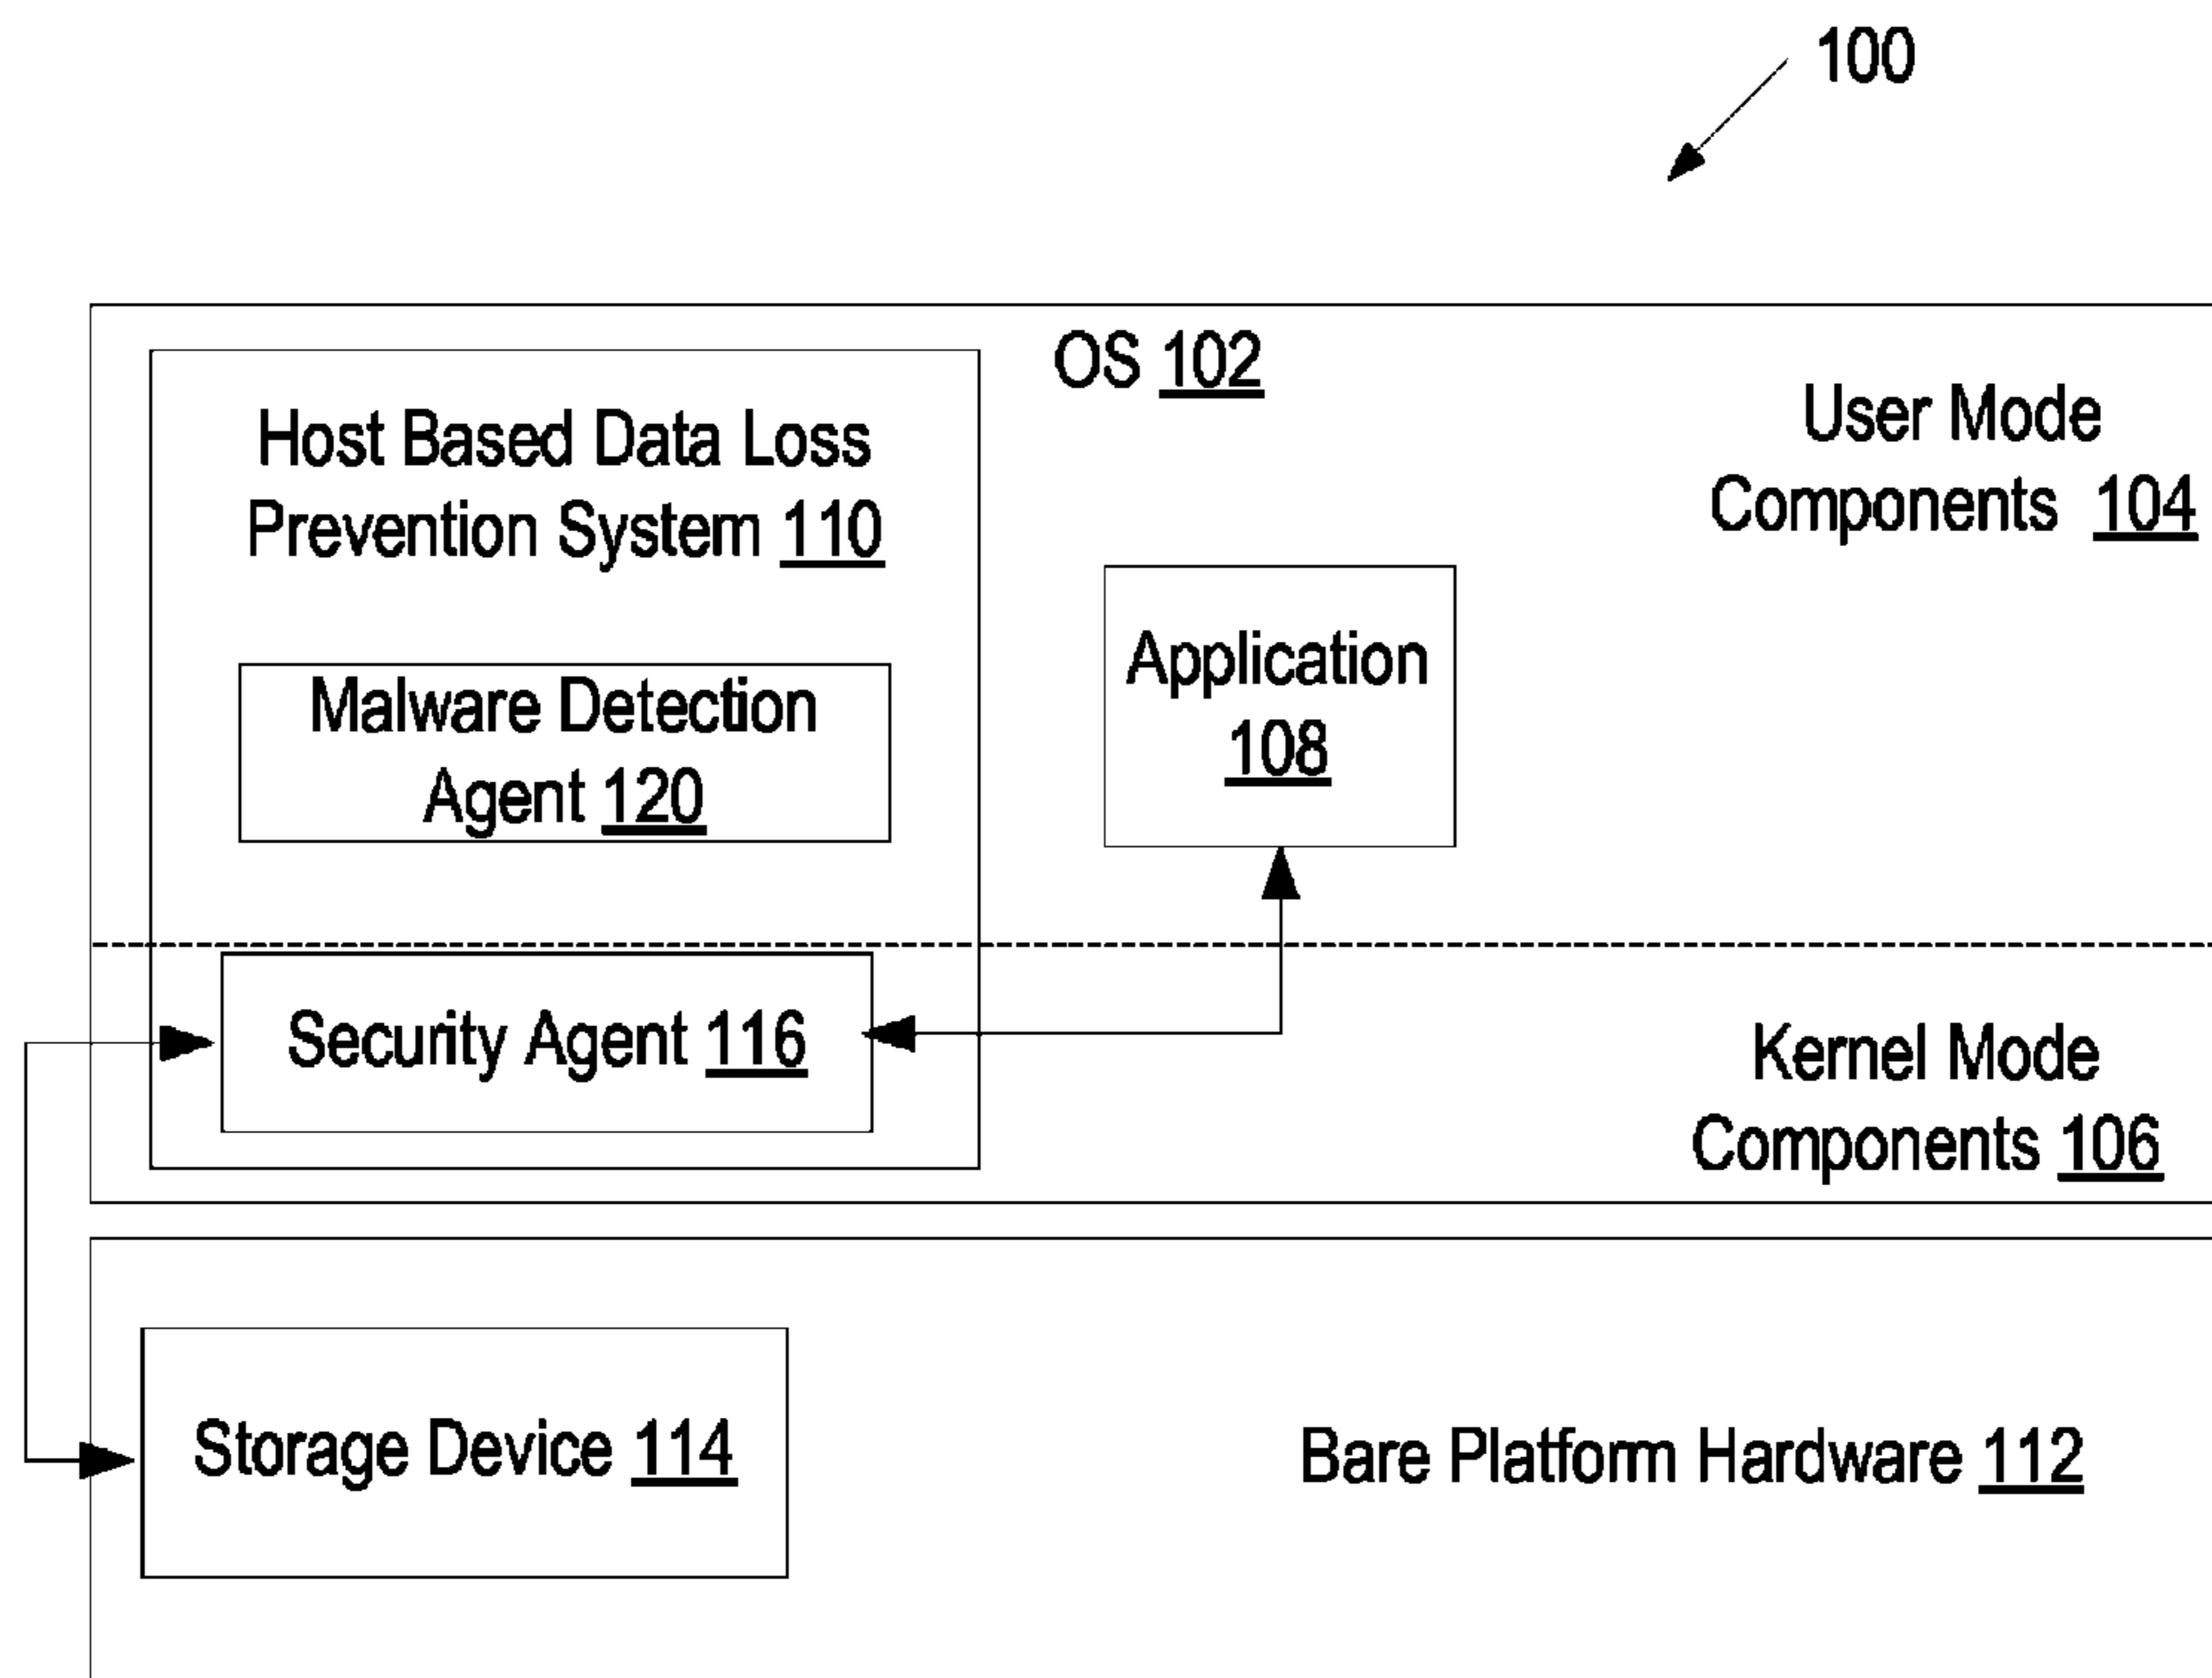 100
OS 102
Host Based Data Loss
Prevention System 110
User Mode
Components 104
Malware Detection
Agent 120
Application
108
Security Agent 116
Kernel Mode
Components 106
Storage Device 114
Bare Platform Hardware 112